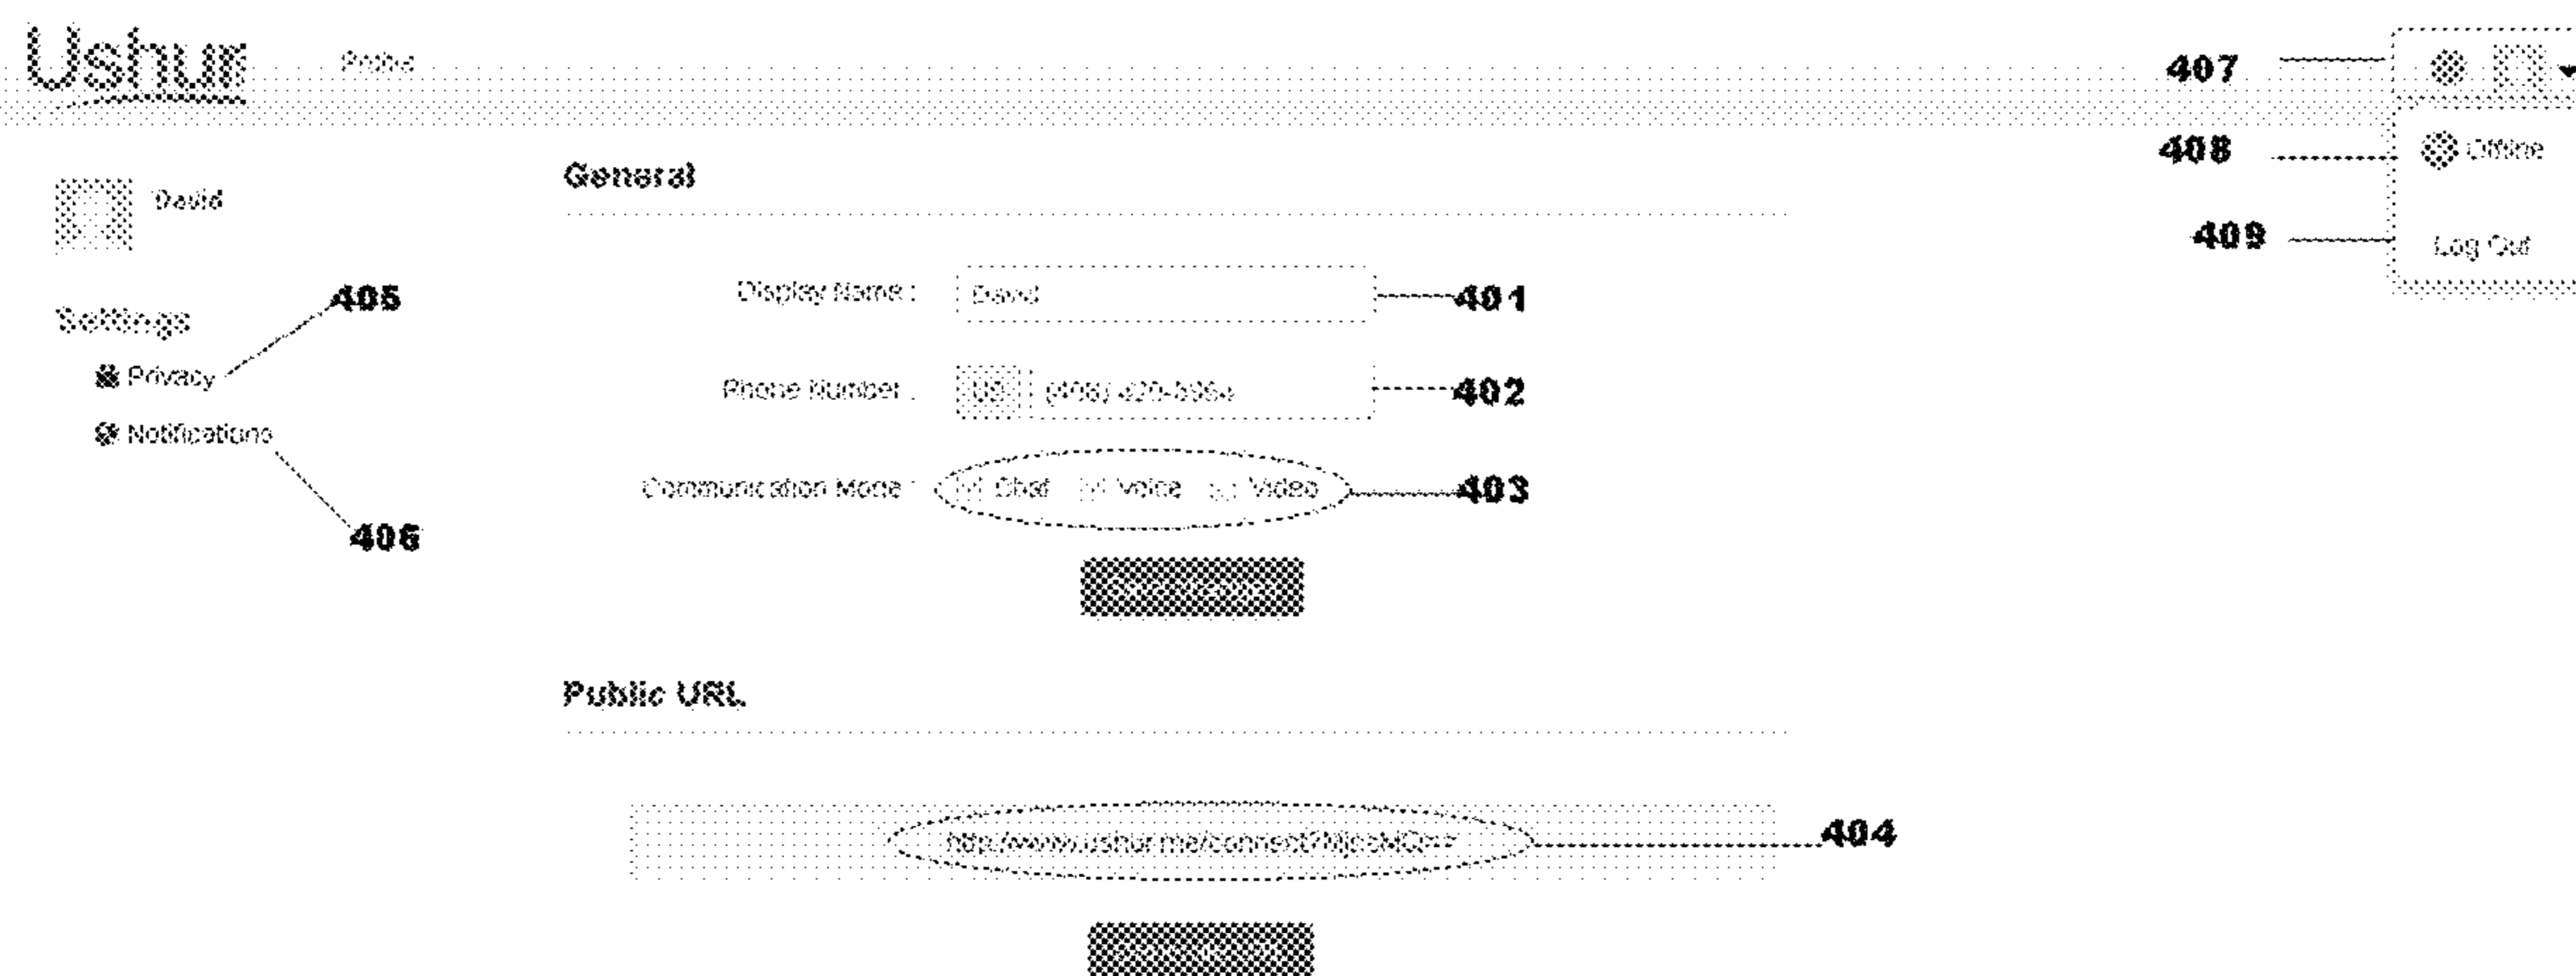 Ushur Profile 407
408 Offline
General
David
409 Log Out
405
Settings
Display Name : David 401
Privacy
Phone Number : US 402
Notifications
Communication Mode : Chat Voice Video 403
406
Public URL
404